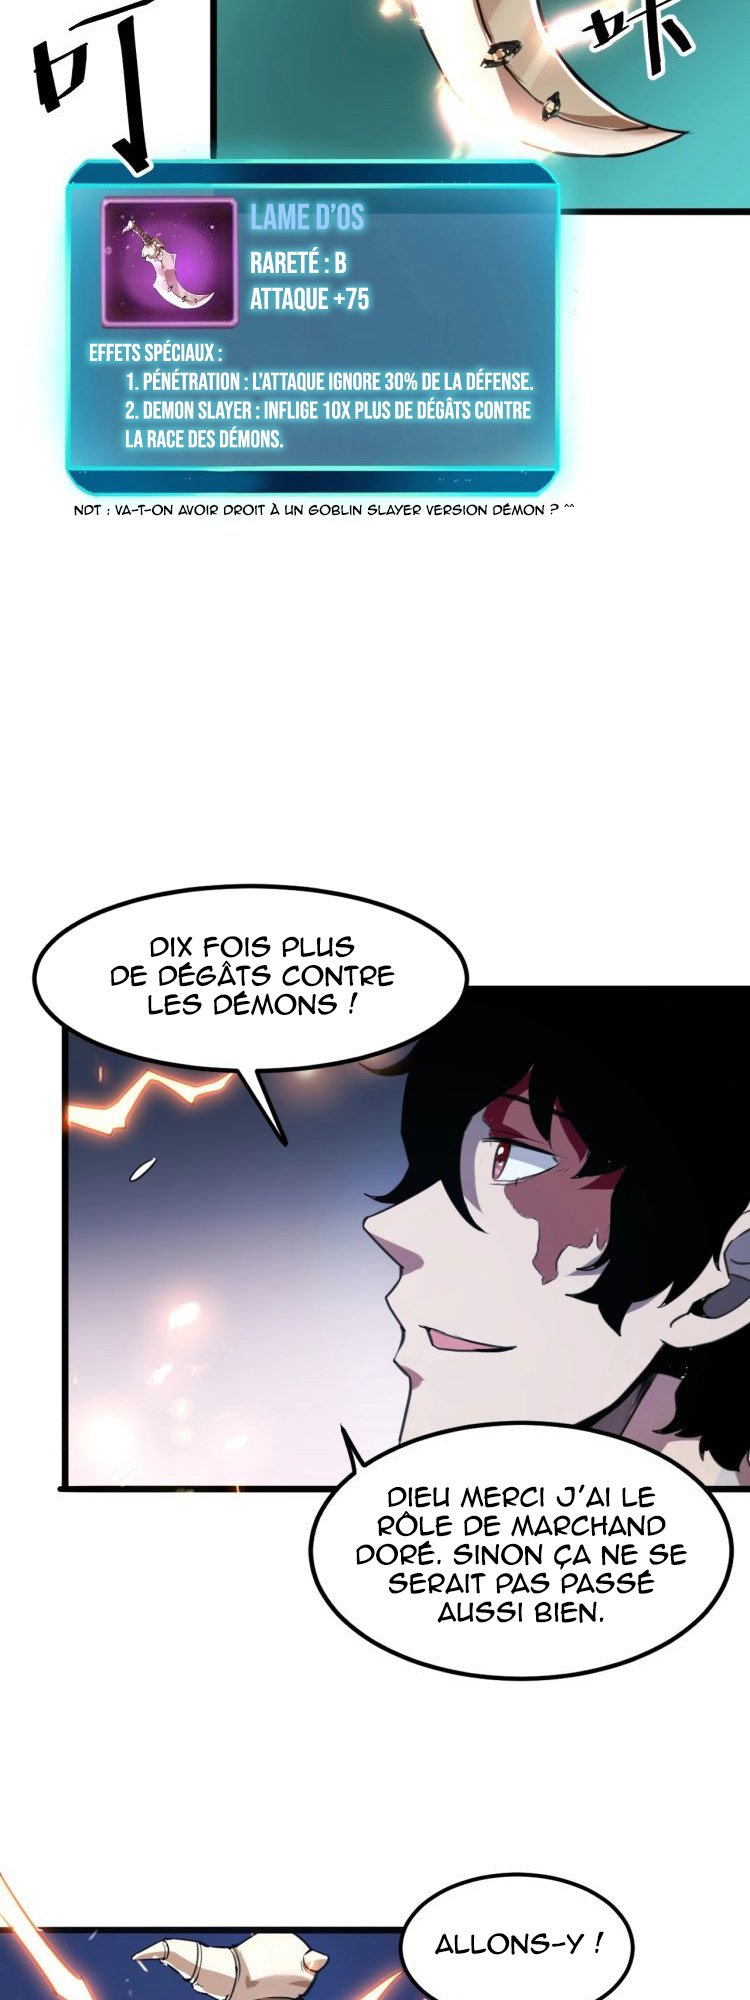 叮
咔
LAME D'OS
RARETÉ : B
ATTAQUE +75
EFFETS SPÉCIAUX :
1. PÉNÉTRATION : L'ATTAQUE IGNORE 30% DE LA DÉFENSE.
2. DEMON SLAYER : INFLIGE 10X PLUS DE DÉGÂTS CONTRE
LA RACE DES DÉMONS.
NDT : VA-T-ON AVOIR DROIT À UN GOBLIN SLAYER VERSION DÉMON ? ^^
DIX FOIS PLUS
DE DÉGÂTS CONTRE
LES DÉMONS !
DIEU MERCI J'AI LE
RÔLE DE MARCHAND
DORÉ. SINON ÇA NE SE
SERAIT PAS PASSÉ
AUSSI BIEN.
ALLONS-Y !